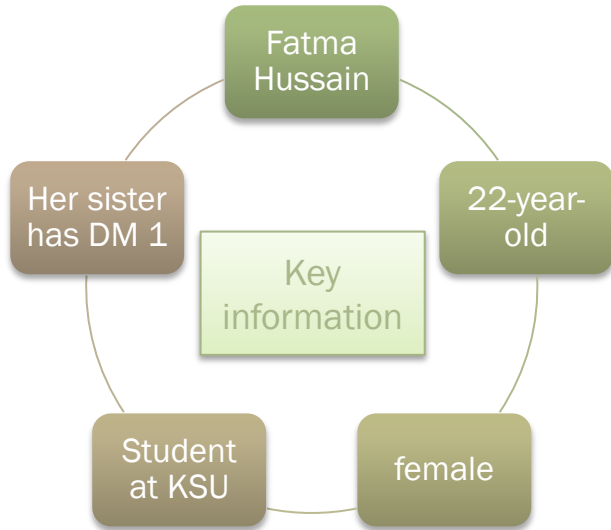 Fatma
Hussain
22-year-
old
female
Student
at KSU
Her sister
has DM 1
Key
information